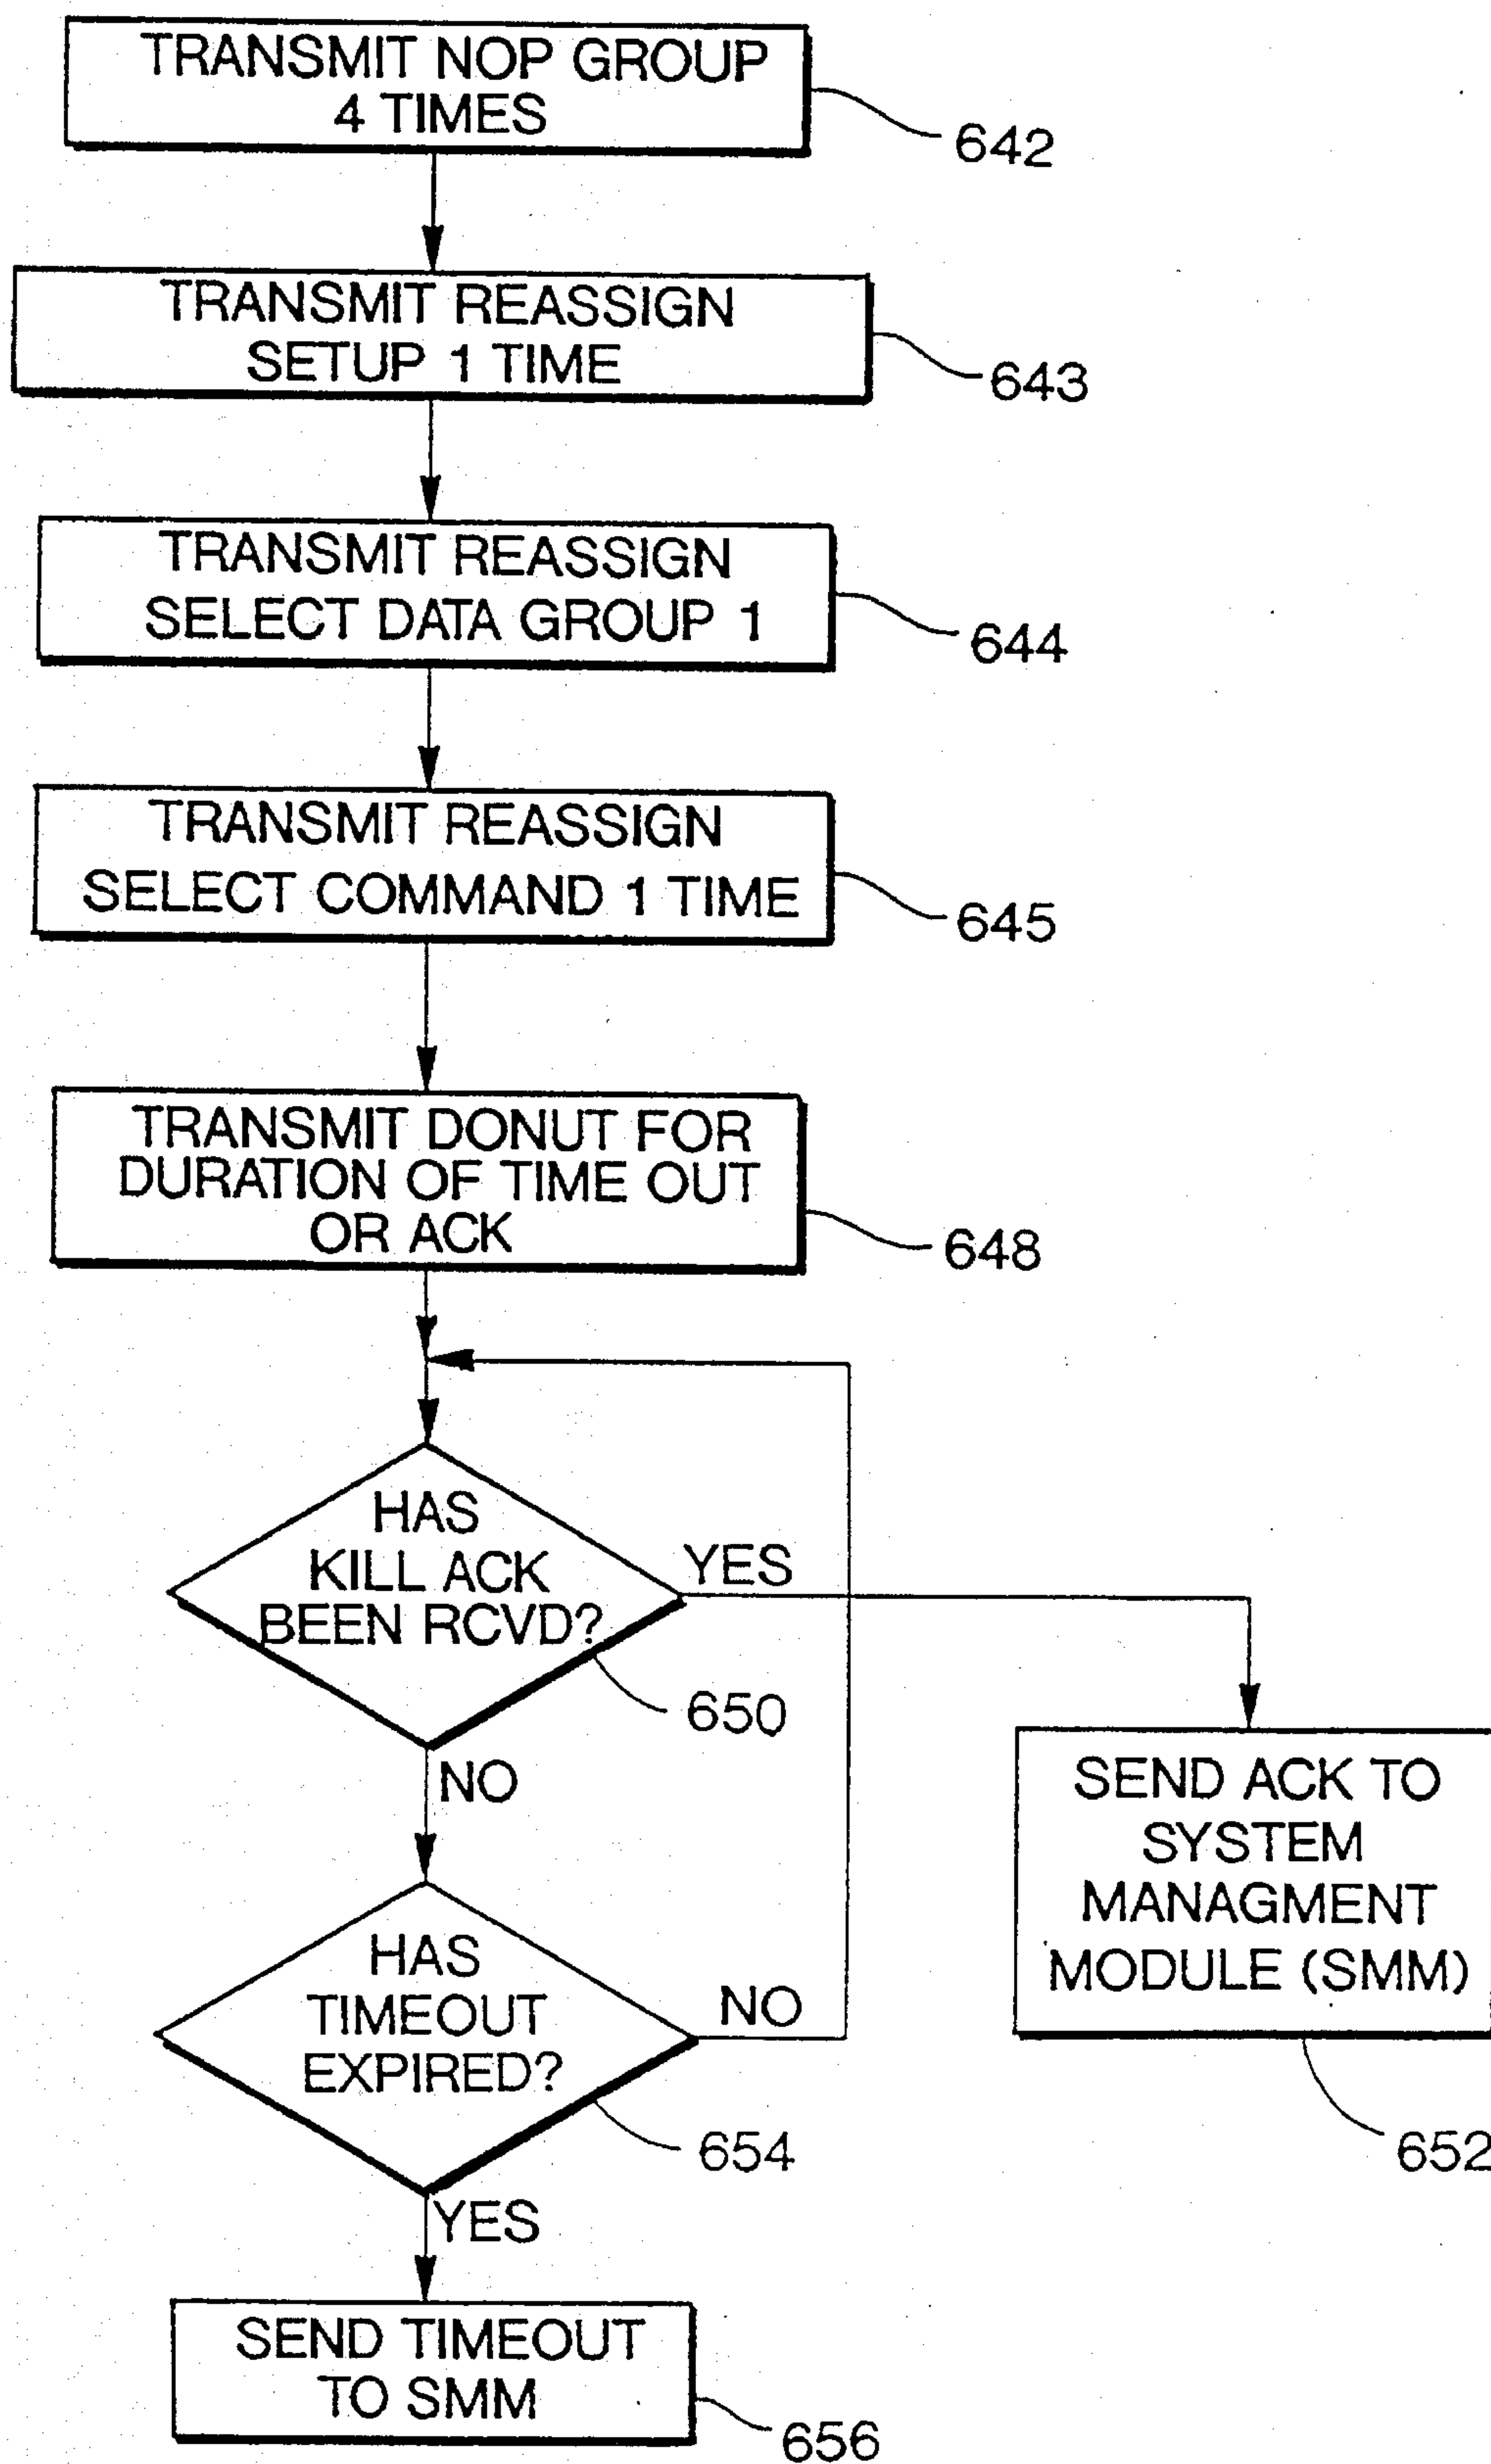 TRANSMIT NOP GROUP
4 TIMES
642
TRANSMIT REASSIGN
SETUP 1 TIME
643
TRANSMIT REASSIGN
SELECT DATA GROUP 1
644
TRANSMIT REASSIGN
SELECT COMMAND 1 TIME
645
TRANSMIT DONUT FOR
DURATION OF TIME OUT
OR ACK
648
HAS
KILL ACK
BEEN RCVD?
YES
650
NO
SEND ACK TO
SYSTEM
MANAGMENT
MODULE (SMM)
652
HAS
TIMEOUT
EXPIRED?
NO
654
YES
SEND TIMEOUT
TO SMM
656